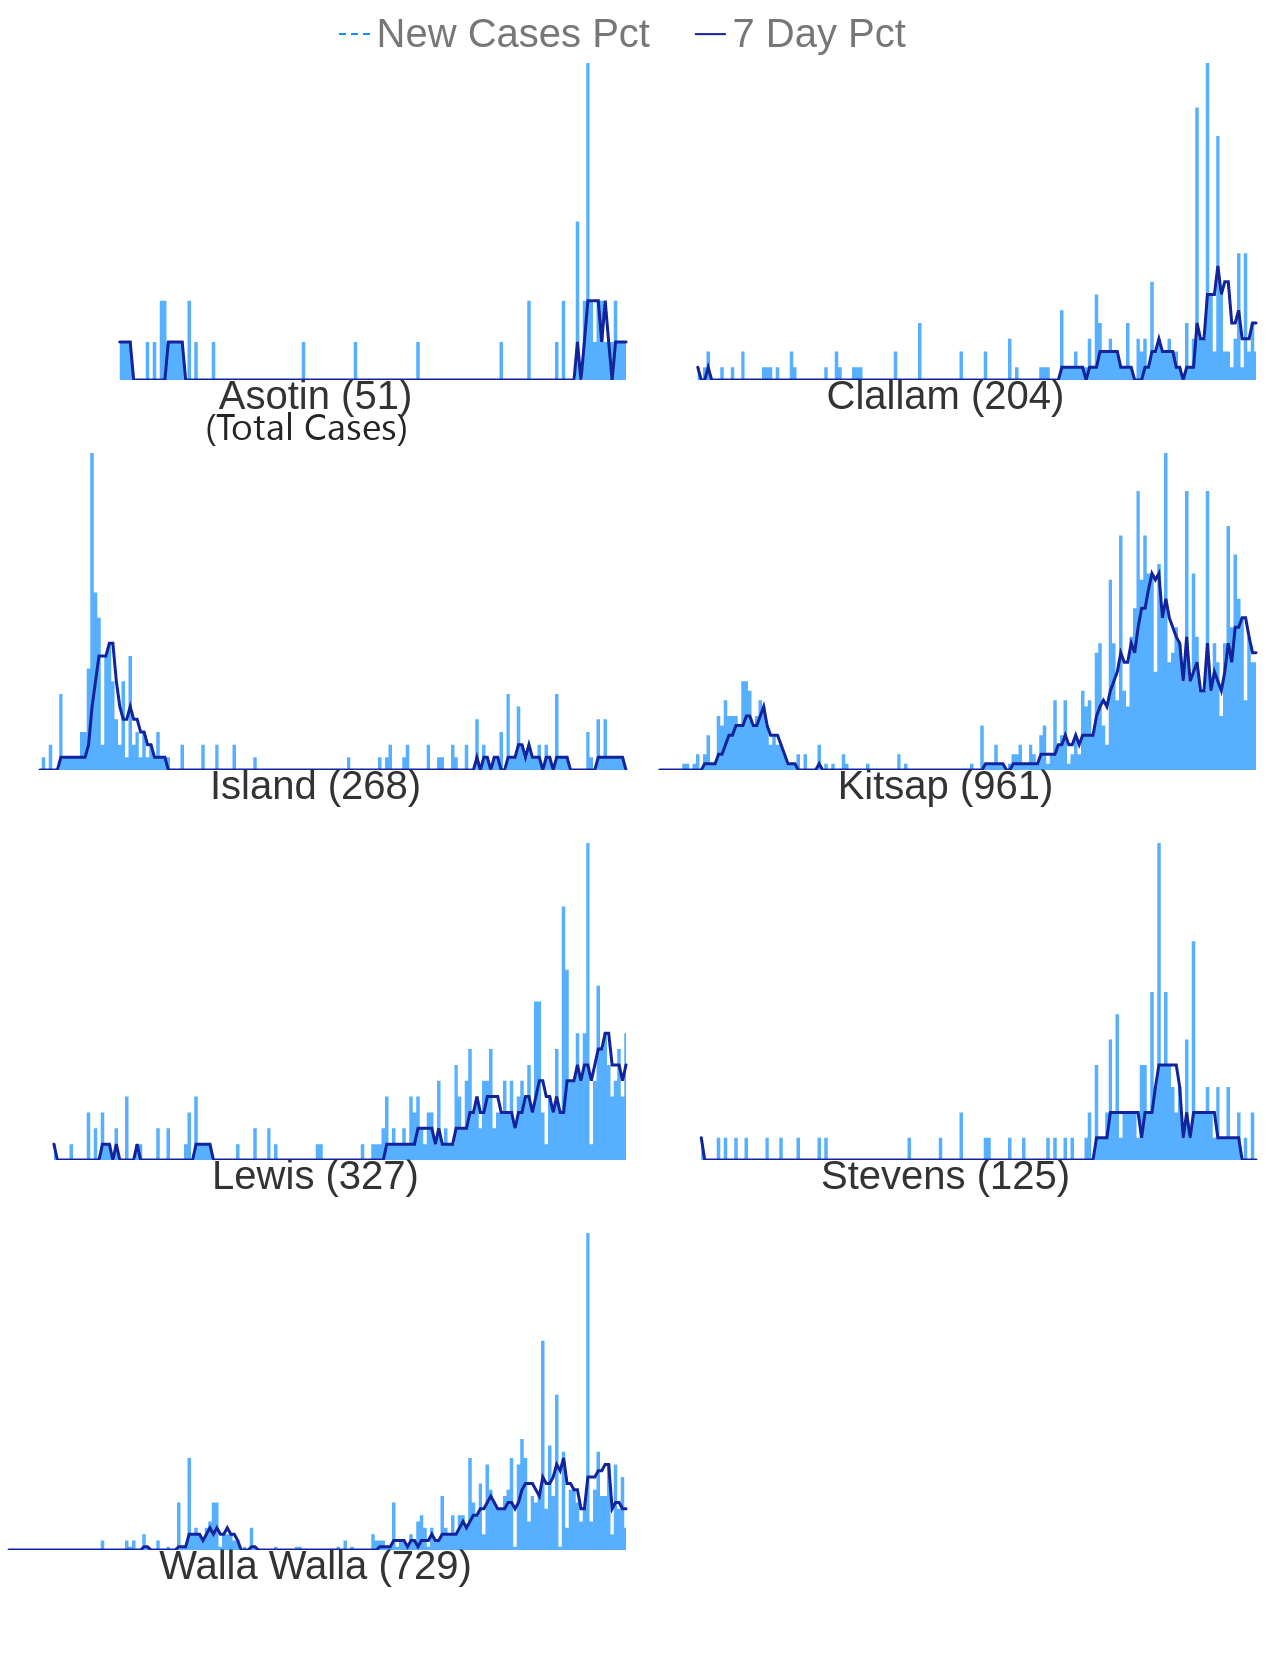 New Cases Pct 7 Day Pct
Asotin (51) Clallam (204)
(Total Cases)
Island (268) Kitsap (961)
Lewis (327) Stevens (125)
Walla Walla (729)